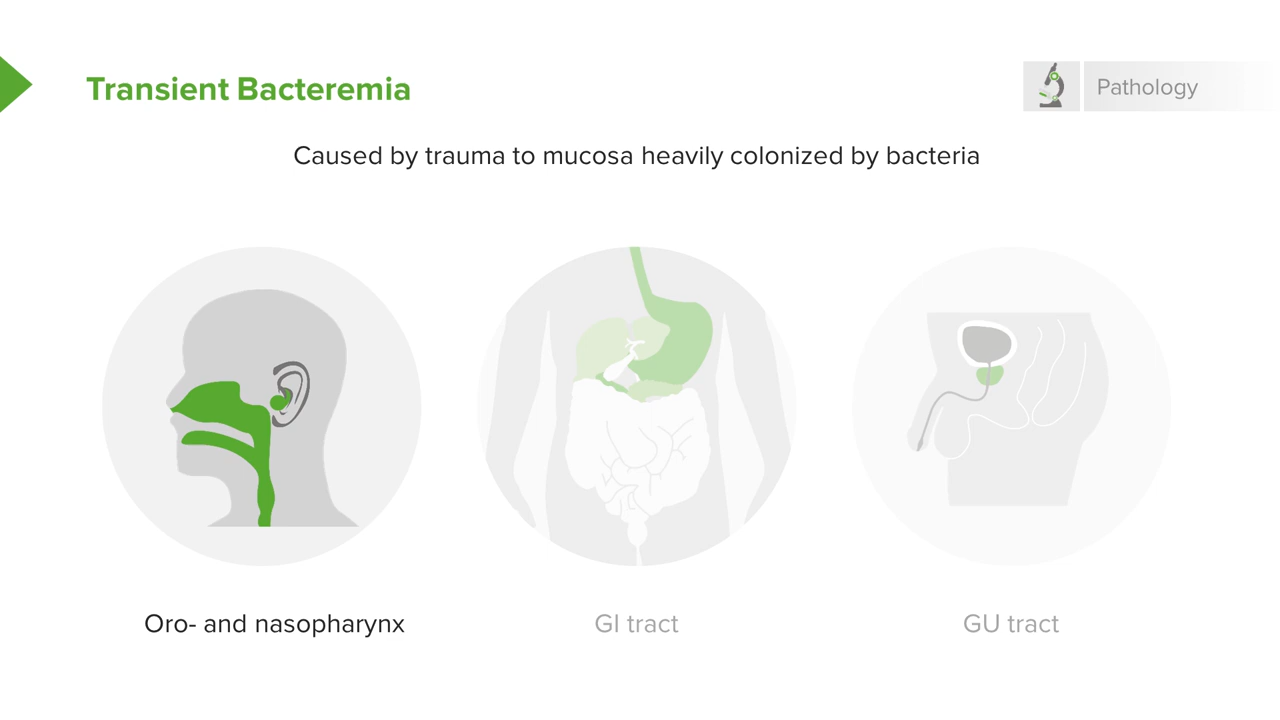 Transient Bacteremia
Pathology
Caused by trauma to mucosa heavily colonized by bacteria
Oro- and nasopharynx
GI tract
GU tract